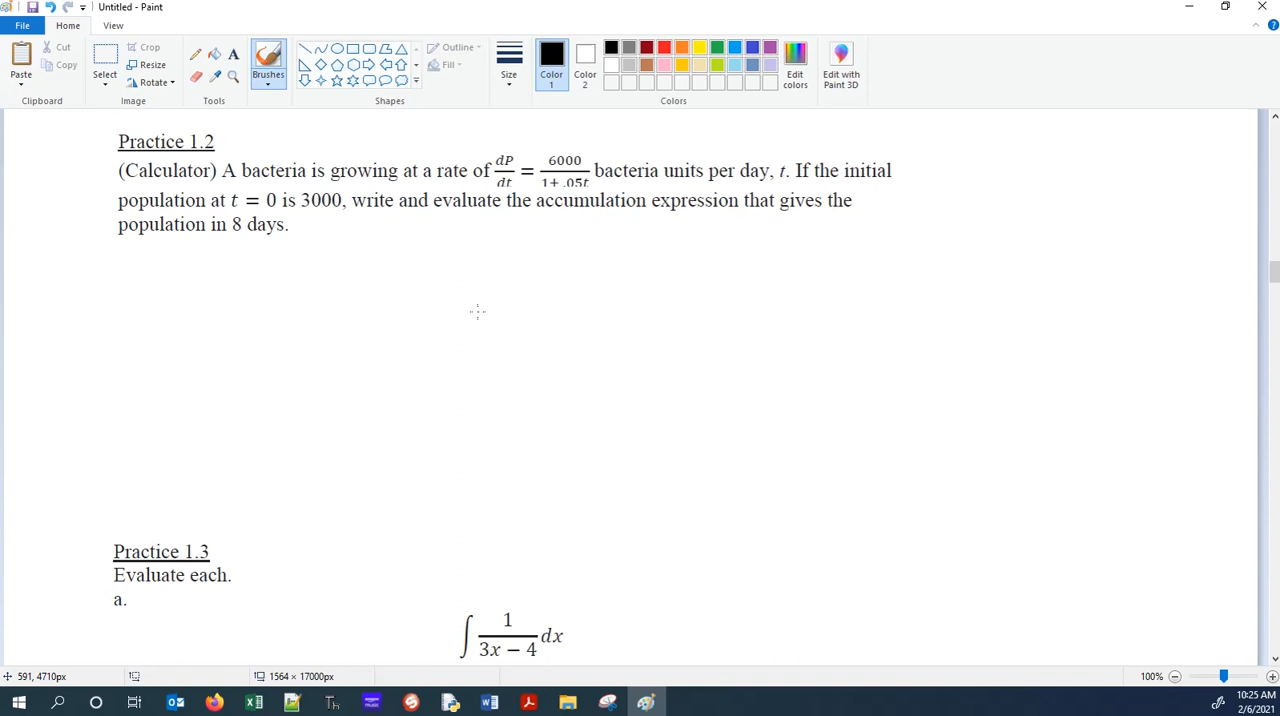 Untitled - Paint
File Home View
Paste Cut Copy Clipboard
Select Crop Resize Rotate Image
A Tools
Brushes
Outline Fill Shapes
Size
Color 1
Color 2
Edit colors
Colors
Edit with Paint 3D
Practice 1.2
(Calculator) A bacteria is growing at a rate of dP/dt = 6000/1+.05t bacteria units per day, t. If the initial
population at t = 0 is 3000, write and evaluate the accumulation expression that gives the
population in 8 days.
Practice 1.3
Evaluate each.
a.
∫ 1/3x − 4 dx
591, 4710px 1564 × 17000px 100%
Th amazon music
10:25 AM
2/6/2021